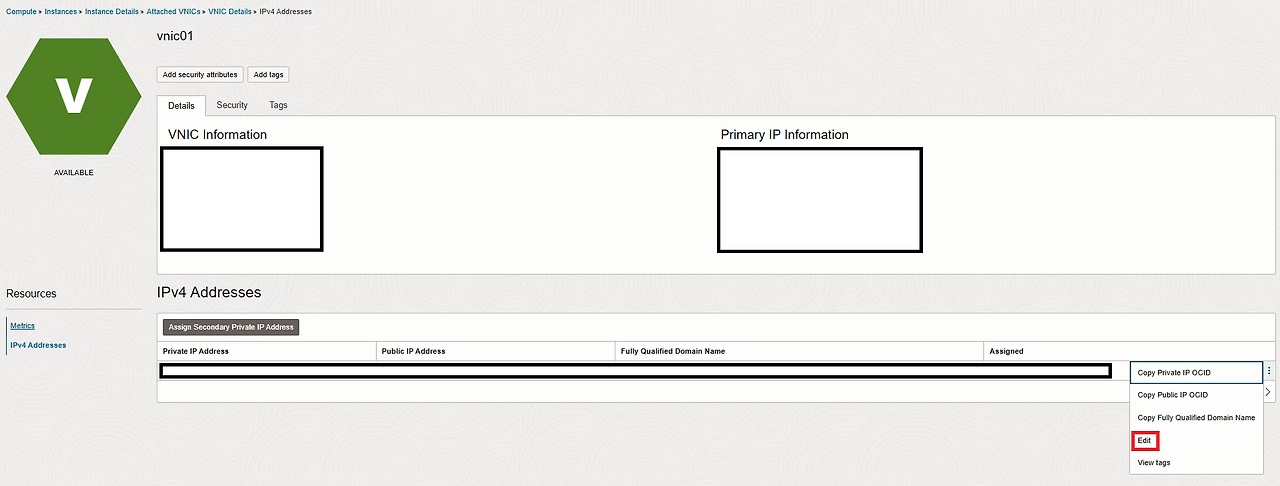 Compute » Instances » Instance Details » Attached VNICs » VNIC Details » IPv4 Addresses
V
AVAILABLE
vnic01
Add security attributes Add tags
Details Security Tags
VNIC Information Primary IP Information
Resources
Metrics
IPv4 Addresses
IPv4 Addresses
Assign Secondary Private IP Address
Private IP Address Public IP Address Fully Qualified Domain Name Assigned
Copy Private IP OCID
Copy Public IP OCID
Copy Fully Qualified Domain Name
Edit
View tags